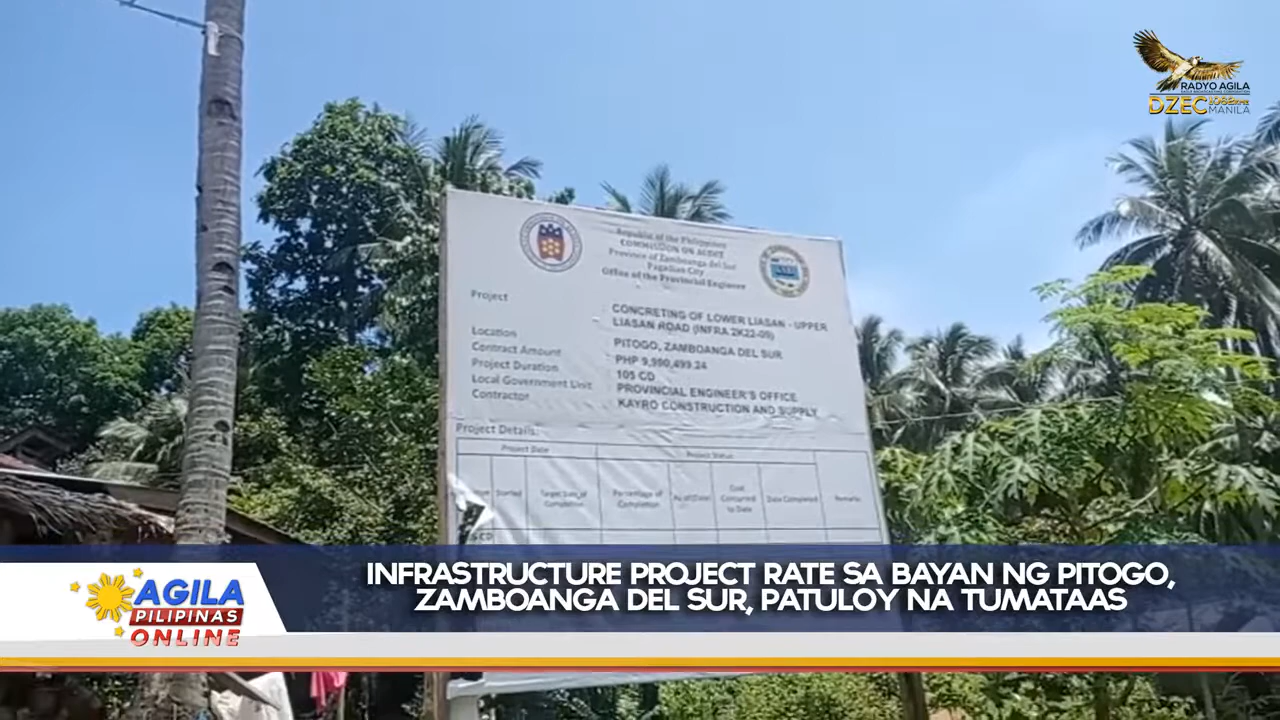 RADYO AGILA
DZEC 1062KHZ
MANILA
Republic of the Philippines
COMMISSION ON AUDIT
Province of Zamboanga del Sur
Pagadian City
Office of the Provincial Engineer
Project CONCRETING OF LOWER LIASAN - UPPER
LIASAN ROAD (INFRA 2K22-09)
Location PITOGO, ZAMBOANGA DEL SUR
Contract Amount PHP 9,990,499.24
Project Duration 105 CD
Local Government Unit PROVINCIAL ENGINEER'S OFFICE
Contractor KAYRO CONSTRUCTION AND SUPPLY
Project Details:
Project Date Project Status
Started Target Date of Completion Percentage of Completion As of (Date) Cost Incurred to Date Date Completed Remarks
CD
AGILA
PILIPINAS
ONLINE
INFRASTRUCTURE PROJECT RATE SA BAYAN NG PITOGO,
ZAMBOANGA DEL SUR, PATULOY NA TUMATAAS